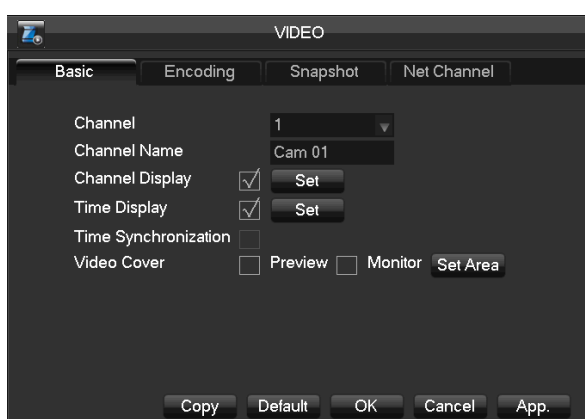 VIDEO
Basic Encoding Snapshot Net Channel
Channel 1
Channel Name Cam 01
Channel Display Set
Time Display Set
Time Synchronization
Video Cover Preview Monitor Set Area
Copy Default OK Cancel App.